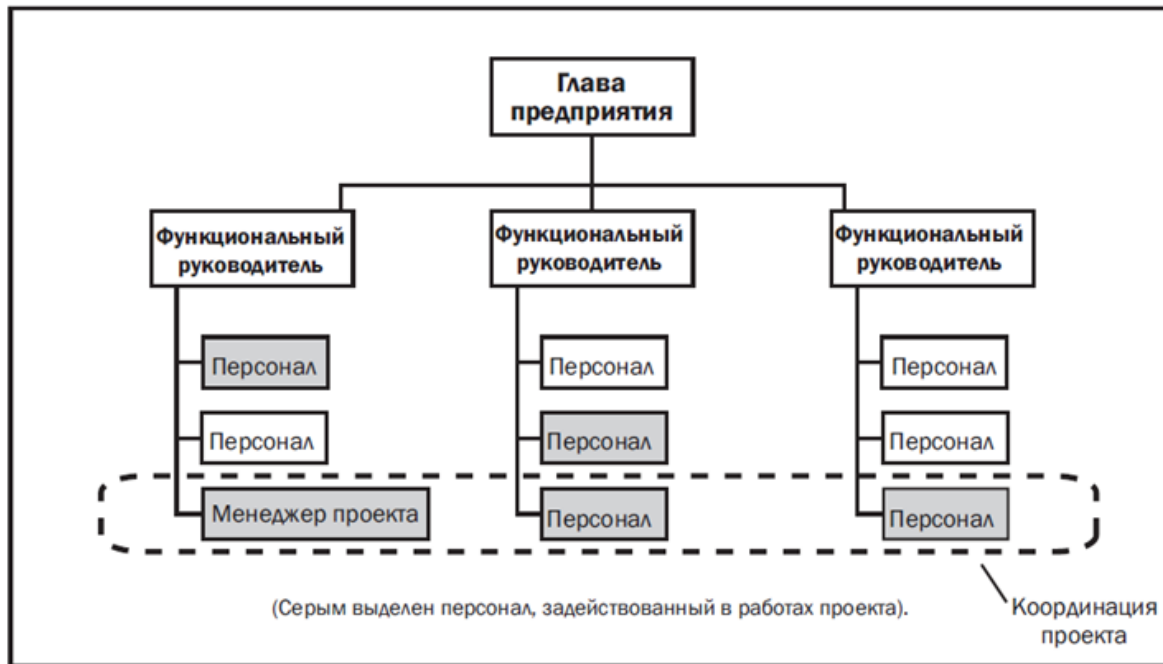 Глава
предприятия
Функциональный
руководитель
Функциональный
руководитель
Функциональный
руководитель
Персонал
Персонал
Персонал
Персонал
Персонал
Персонал
Менеджер проекта
Персонал
Персонал
(Серым выделен персонал, задействованный в работах проекта).
Координация
проекта